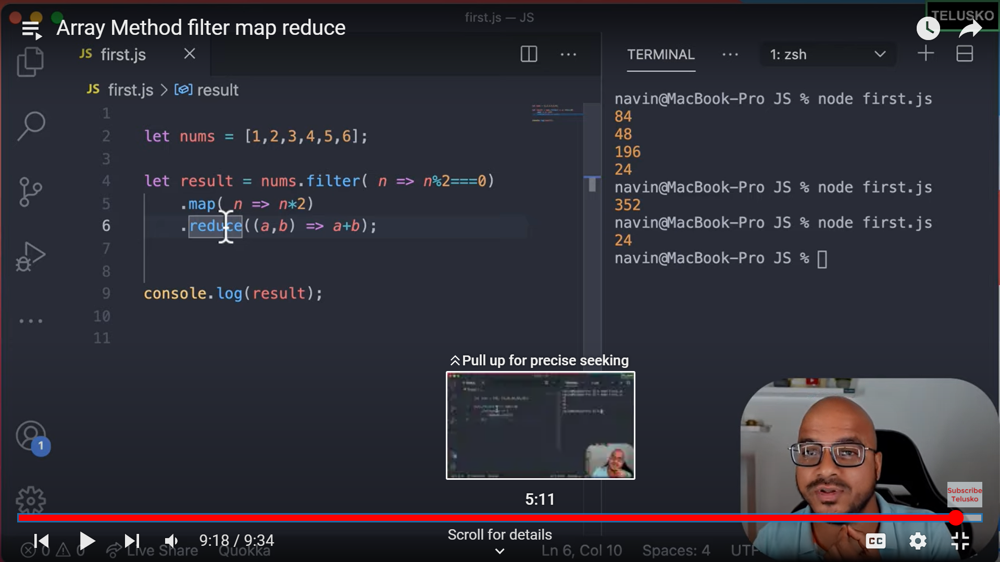 first.js — JS
TELUSKO
Array Method filter map reduce
JS first.js
TERMINAL
1: zsh
JS first.js > result
1
2 let nums = [1,2,3,4,5,6];
3
4 let result = nums.filter( n => n%2===0)
5 .map( n => n*2)
6 .reduce((a,b) => a+b);
7
8
9 console.log(result);
10
11
navin@MacBook-Pro JS % node first.js
84
48
196
24
navin@MacBook-Pro JS % node first.js
352
navin@MacBook-Pro JS % node first.js
24
navin@MacBook-Pro JS %
Pull up for precise seeking
1
5:11
Subscribe
Telusko
9:18 / 9:34
Scroll for details
CC
0 0 Live Share Quokka
Ln 6, Col 10 Spaces: 4 UTF